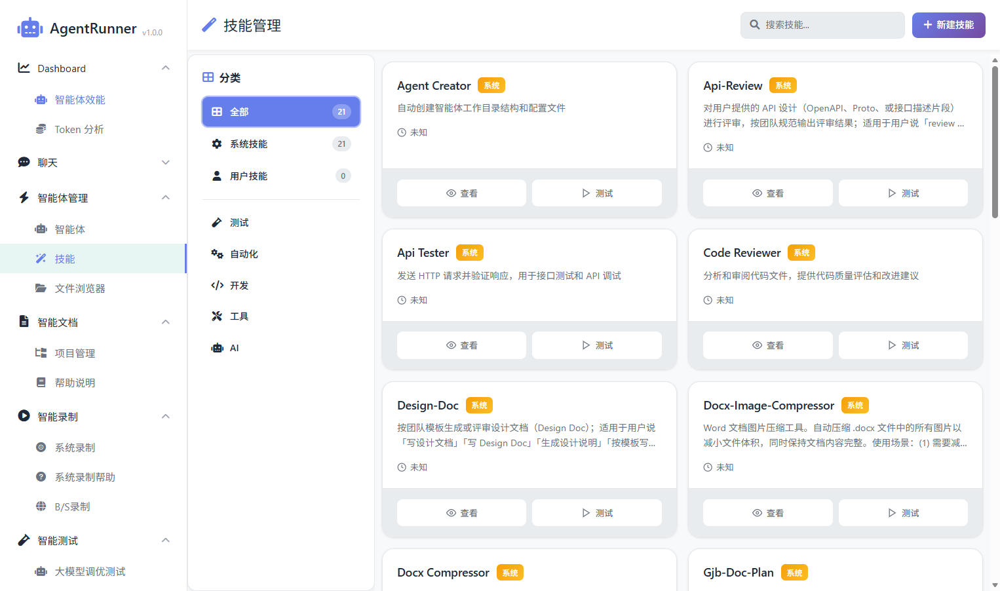 AgentRunner v1.0.0
Dashboard
智能体效能
Token 分析
聊天
智能体管理
智能体
技能
文件浏览器
智能文档
项目管理
帮助说明
智能录制
系统录制
系统录制帮助
B/S录制
智能测试
大模型调优测试
技能管理
搜索技能...
新建技能
分类
全部 21
系统技能 21
用户技能 0
测试
自动化
开发
工具
AI
Agent Creator 系统
自动创建智能体工作目录结构和配置文件
未知
查看 测试
Api-Review 系统
对用户提供的 API 设计（OpenAPI、Proto、或接口描述片段）
进行评审，按团队规范输出评审结果；适用于用户说「review ...
未知
查看 测试
Api Tester 系统
发送 HTTP 请求并验证响应，用于接口测试和 API 调试
未知
查看 测试
Code Reviewer 系统
分析和审阅代码文件，提供代码质量评估和改进建议
未知
查看 测试
Design-Doc 系统
按团队模板生成或评审设计文档（Design Doc）；适用于用户说
「写设计文档」「写 Design Doc」「生成设计说明」「按模板写...
未知
查看 测试
Docx-Image-Compressor 系统
Word 文档图片压缩工具。自动压缩 .docx 文件中的所有图片以
减小文件体积，同时保持文档内容完整。使用场景：(1) 需要减...
未知
查看 测试
Docx Compressor 系统
Gjb-Doc-Plan 系统